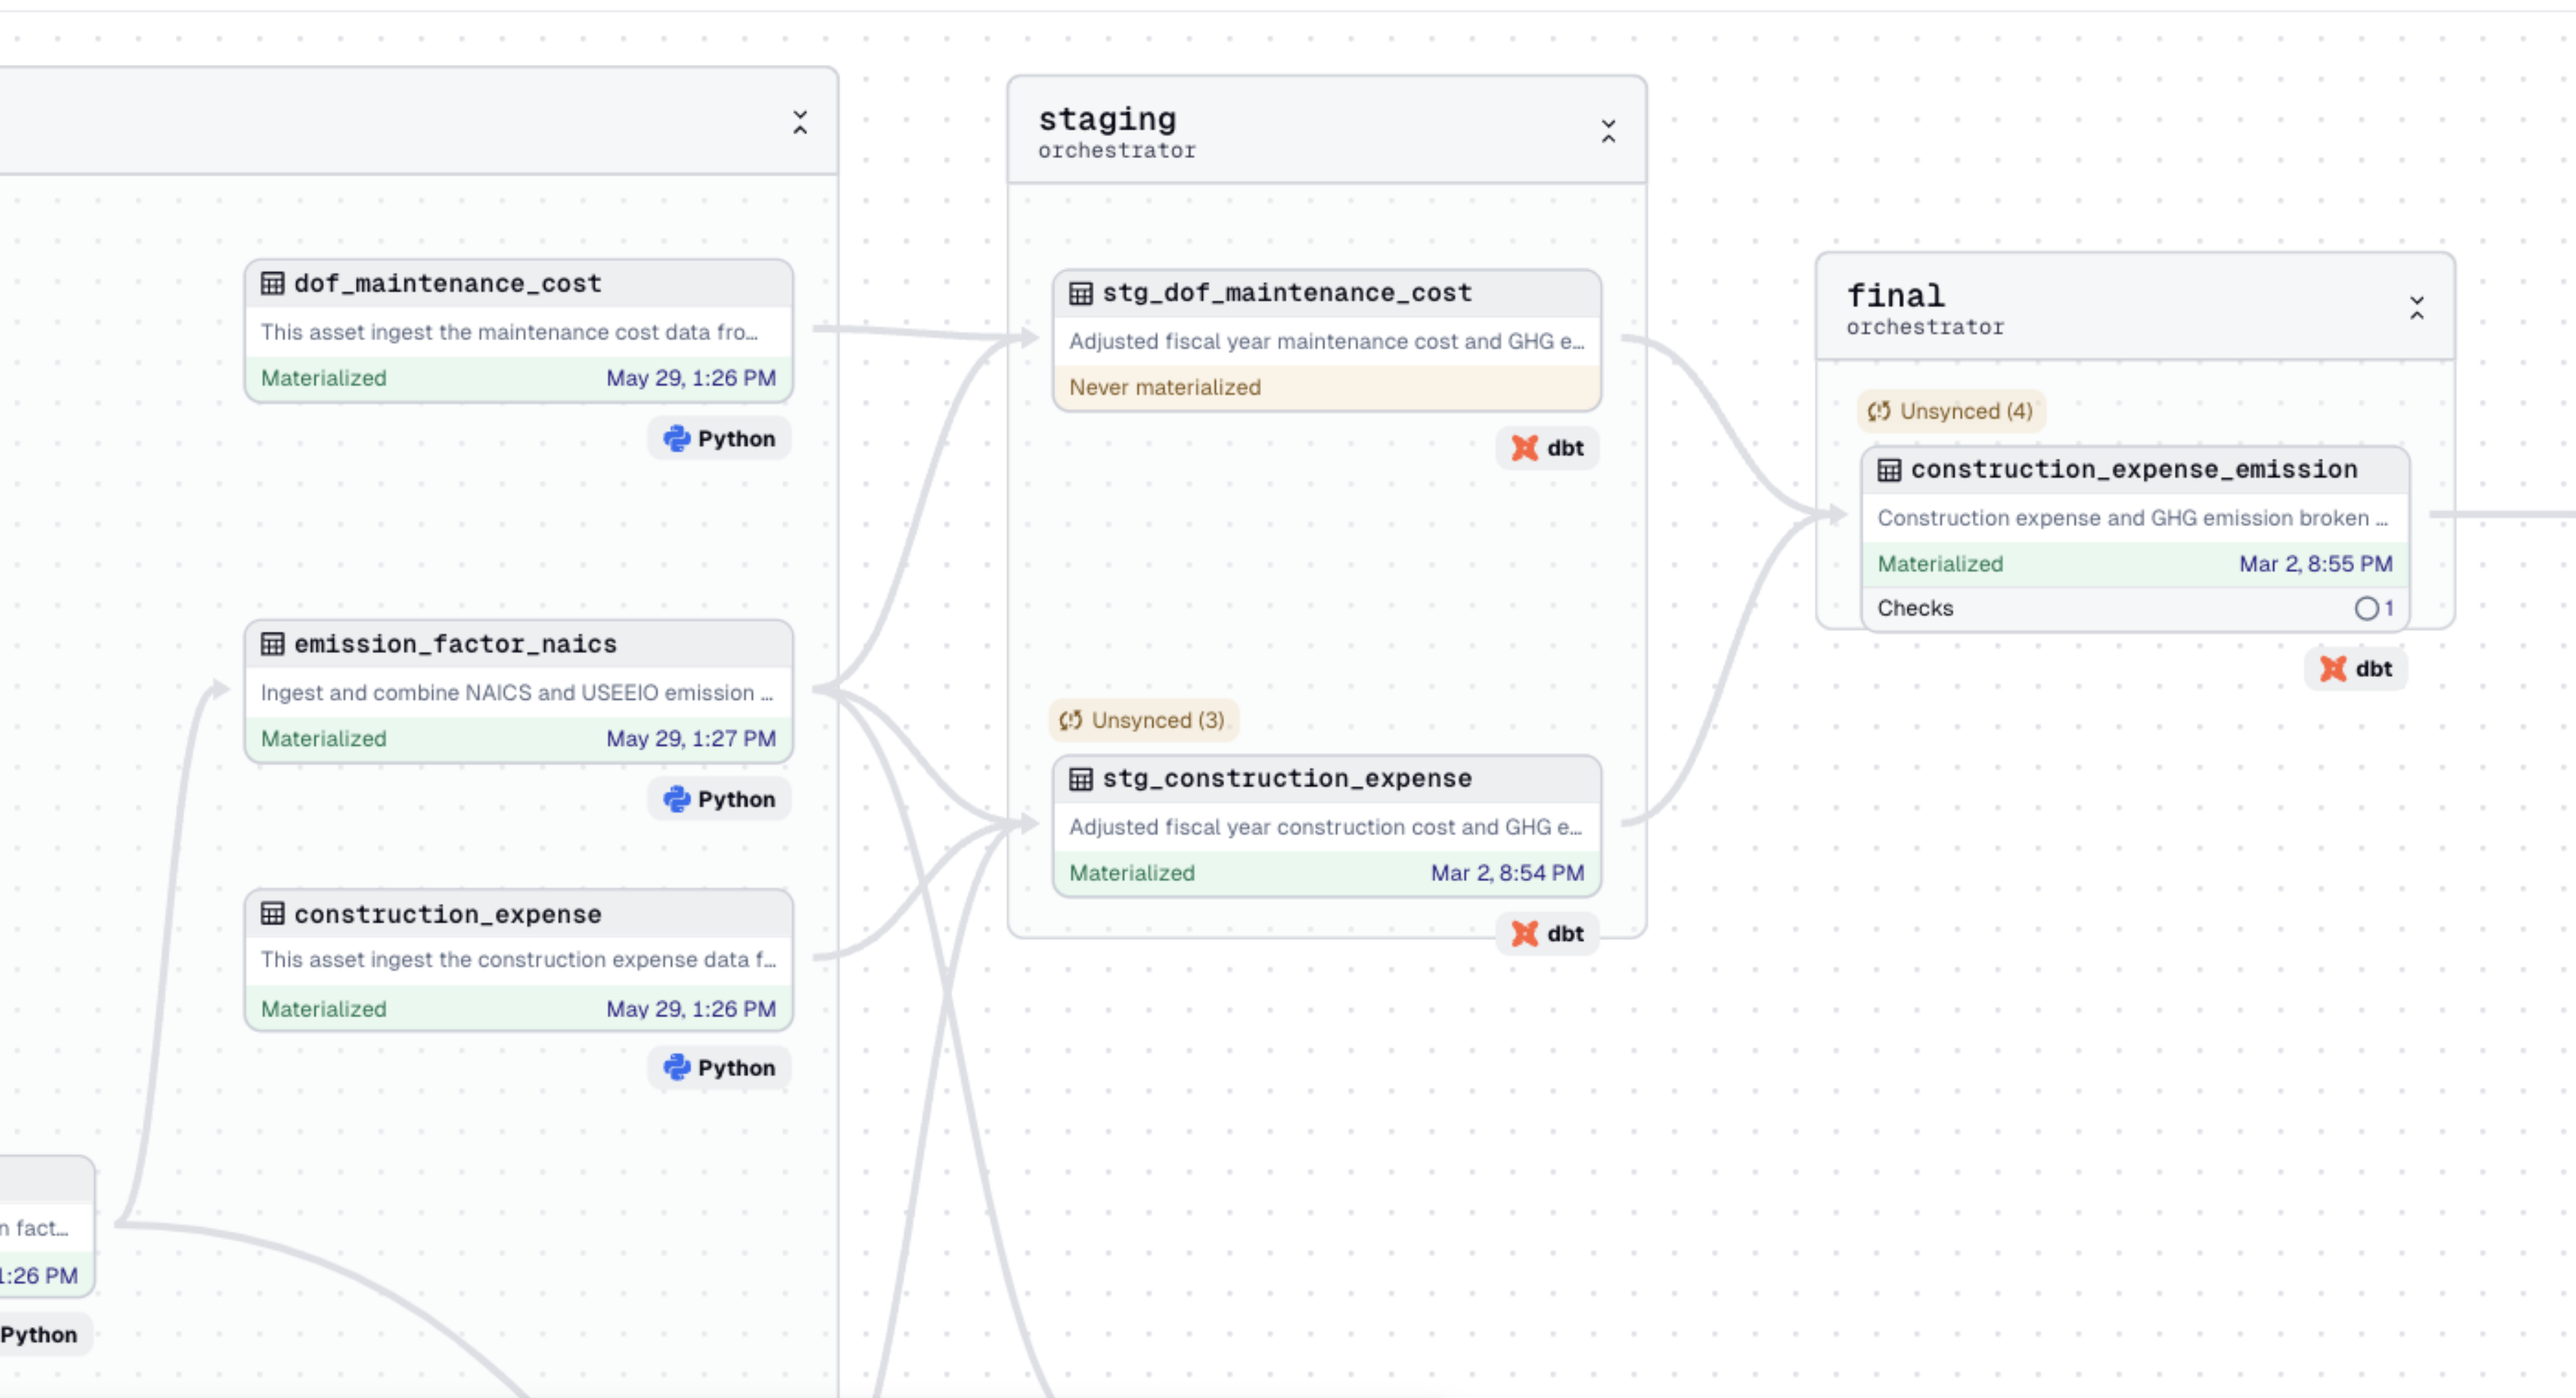 dof_maintenance_cost
This asset ingest the maintenance cost data fro...
Materialized May 29, 1:26 PM
Python
emission_factor_naics
Ingest and combine NAICS and USEEIO emission ...
Materialized May 29, 1:27 PM
Python
construction_expense
This asset ingest the construction expense data f...
Materialized May 29, 1:26 PM
Python
n fact...
1:26 PM
Python
staging
orchestrator
stg_dof_maintenance_cost
Adjusted fiscal year maintenance cost and GHG e...
Never materialized
dbt
Unsynced (3)
stg_construction_expense
Adjusted fiscal year construction cost and GHG e...
Materialized Mar 2, 8:54 PM
dbt
final
orchestrator
Unsynced (4)
construction_expense_emission
Construction expense and GHG emission broken ...
Materialized Mar 2, 8:55 PM
Checks 1
dbt